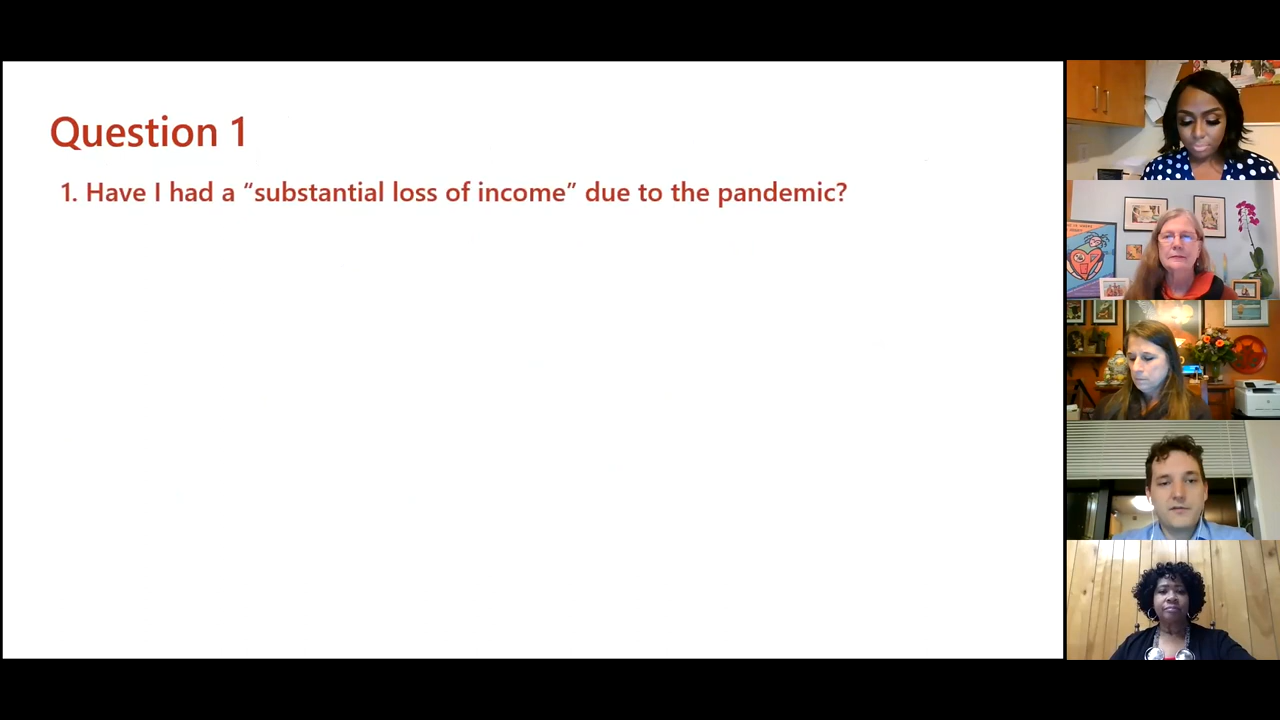 Question 1
1. Have I had a “substantial loss of income” due to the pandemic?